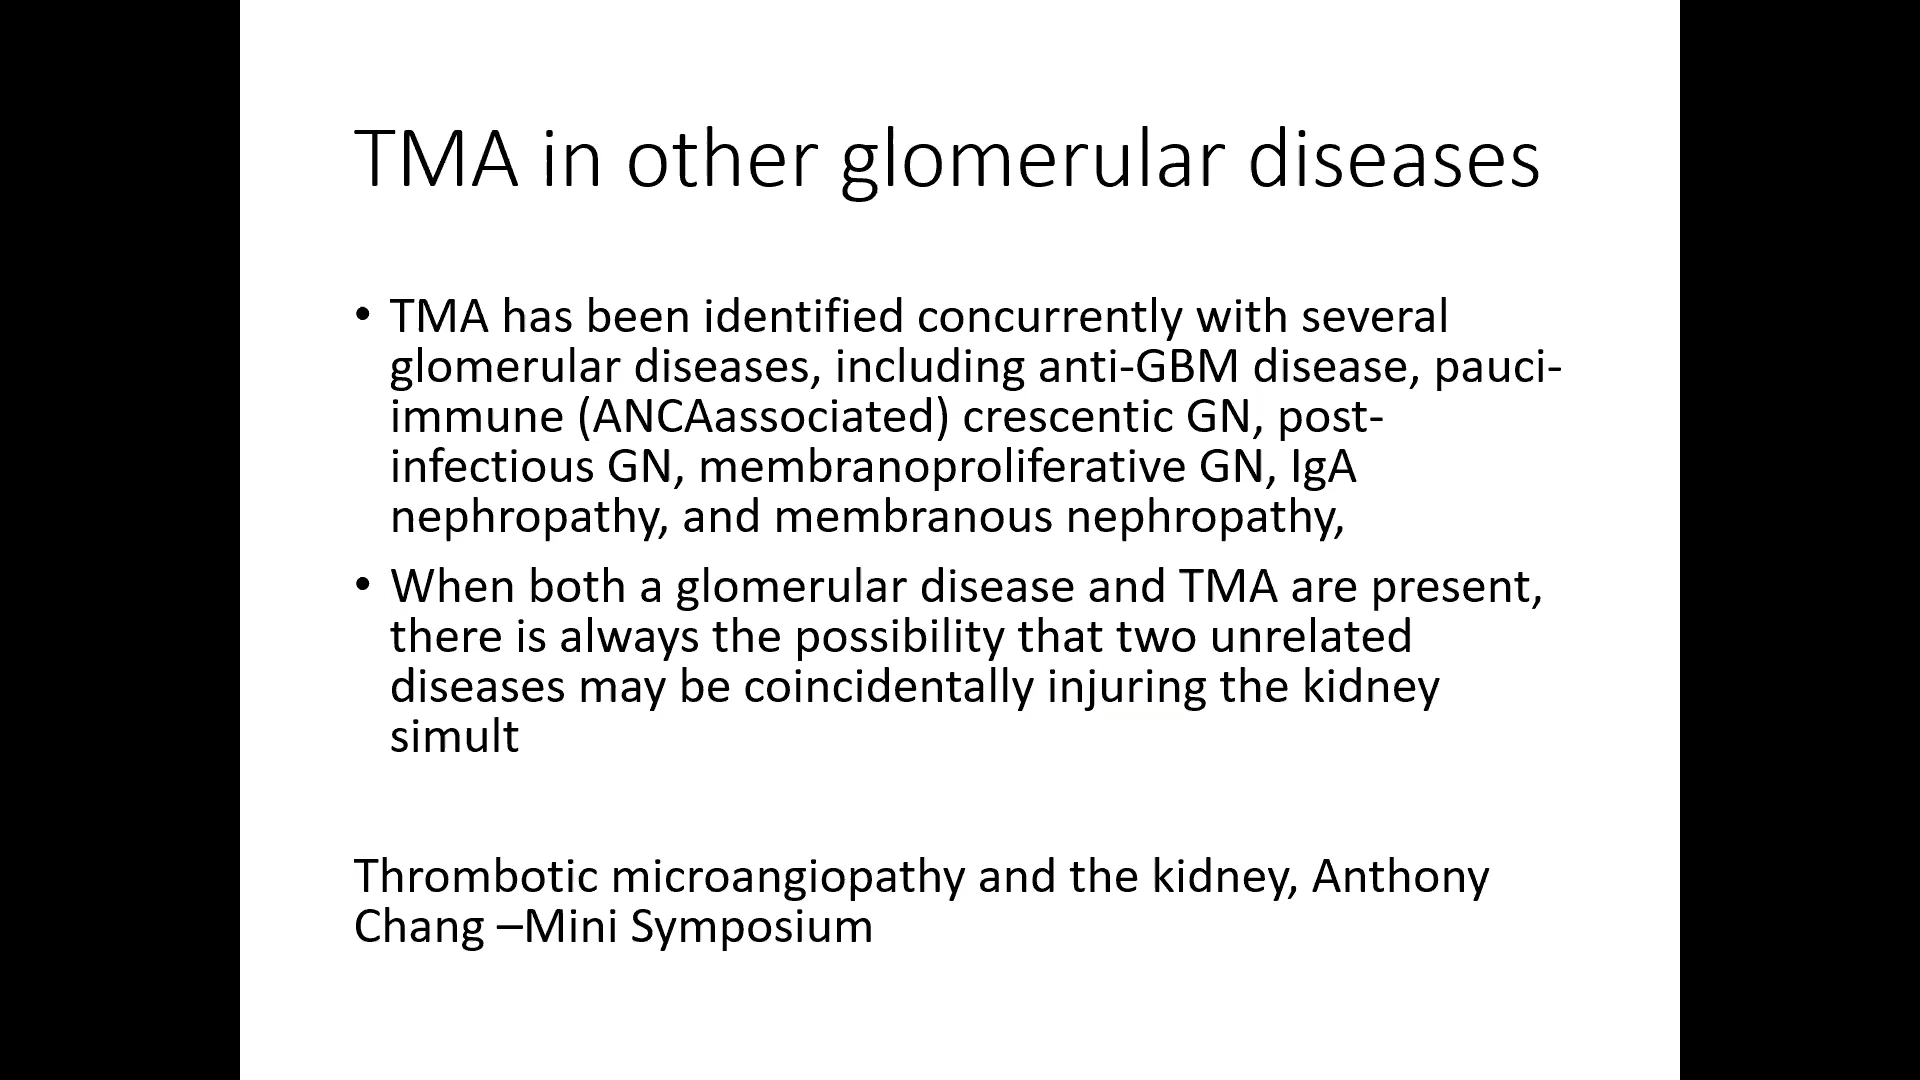 TMA in other glomerular diseases
• TMA has been identified concurrently with several
glomerular diseases, including anti-GBM disease, pauci-
immune (ANCAassociated) crescentic GN, post-
infectious GN, membranoproliferative GN, IgA
nephropathy, and membranous nephropathy,
• When both a glomerular disease and TMA are present,
there is always the possibility that two unrelated
diseases may be coincidentally injuring the kidney
simult
Thrombotic microangiopathy and the kidney, Anthony
Chang –Mini Symposium